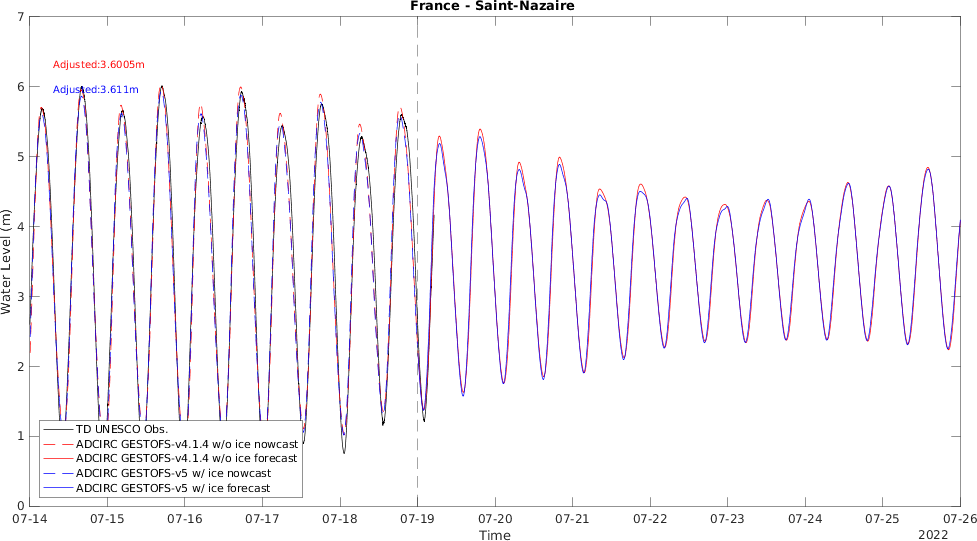 France - Saint-Nazaire
7
6
5
4
3
2
1
0
Water Level (m)
Adjusted:3.6005m
Adjusted:3.611m
TD UNESCO Obs.
ADCIRC GESTOFS-v4.1.4 w/o ice nowcast
ADCIRC GESTOFS-v4.1.4 w/o ice forecast
ADCIRC GESTOFS-v5 w/ ice nowcast
ADCIRC GESTOFS-v5 w/ ice forecast
07-14 07-15 07-16 07-17 07-18 07-19 07-20 07-21 07-22 07-23 07-24 07-25 07-26
Time
2022